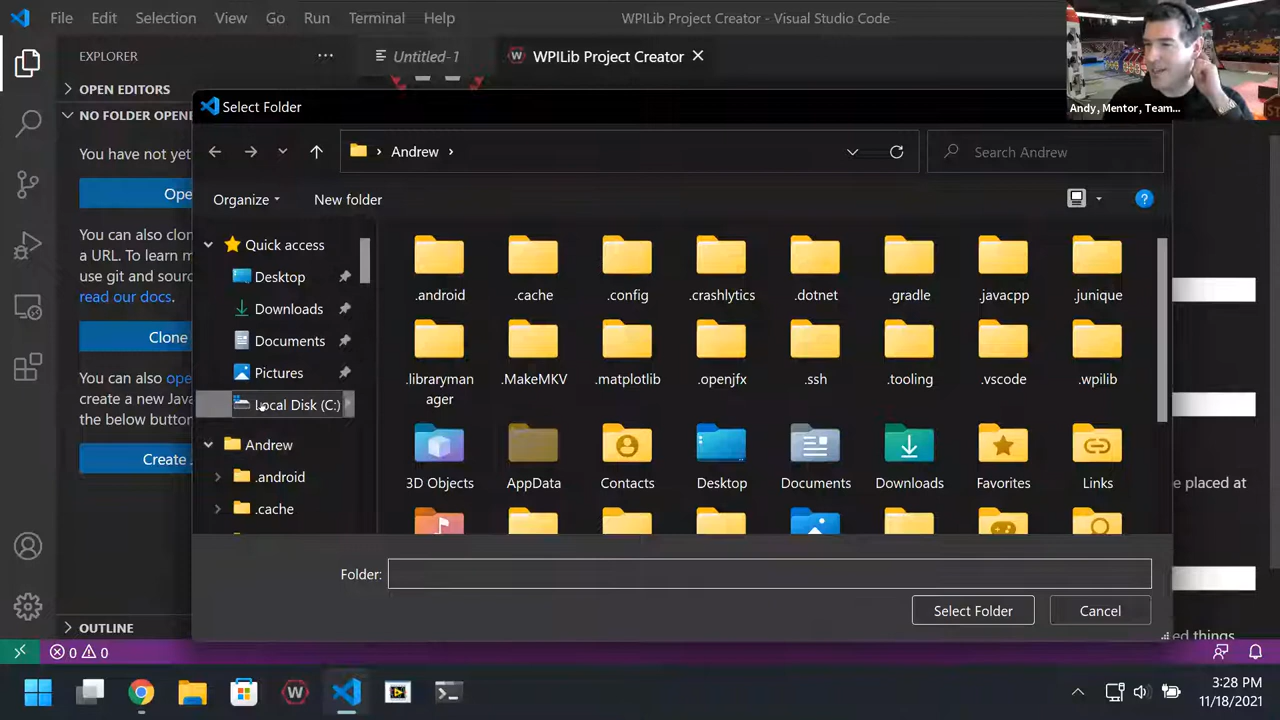 File Edit Selection View Go Run Terminal Help WPILib Project Creator - Visual Studio Code
EXPLORER
Untitled-1
WPILib Project Creator
OPEN EDITORS
NO FOLDER OPENE
You have not yet
Ope
You can also clon
a URL. To learn m
use git and sourc
read our docs.
Clone
You can also ope
create a new Java
the below button
Create
OUTLINE
Select Folder
Andrew
Search Andrew
Organize New folder
Quick access
Desktop
Downloads
Documents
Pictures
Local Disk (C:)
Andrew
.android
.cache
.android .cache .config .crashlytics .dotnet .gradle .javacpp .junique
.libraryman
ager
.MakeMKV .matplotlib .openjfx .ssh .tooling .vscode .wpilib
3D Objects AppData Contacts Desktop Documents Downloads Favorites Links
Folder:
Select Folder Cancel
e placed at
ed things
Andy, Mentor, Team...
0 0
3:28 PM
11/18/2021